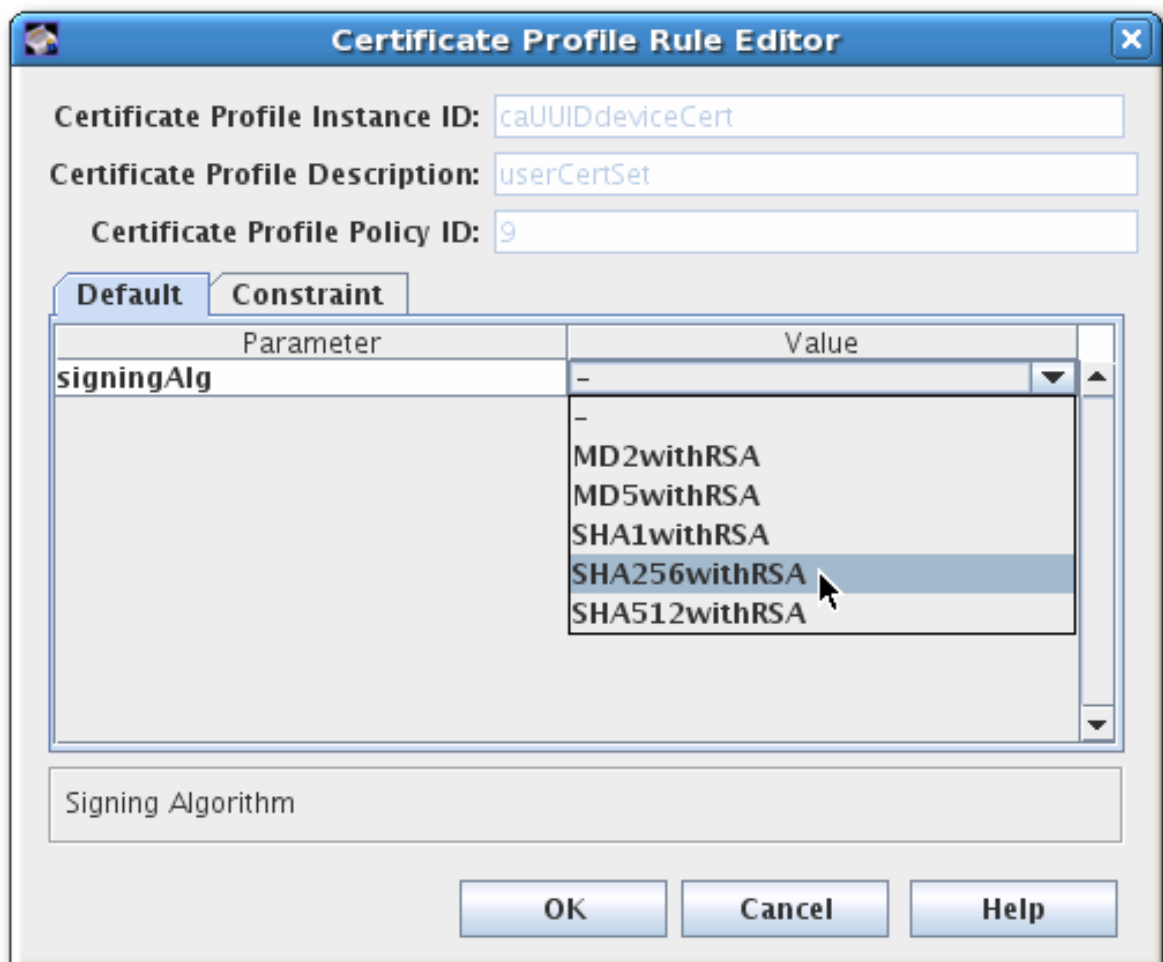 Certificate Profile Rule Editor
Certificate Profile Instance ID: caUUIDdeviceCert
Certificate Profile Description: userCertSet
Certificate Profile Policy ID: 9
Default Constraint
Parameter Value
signingAlg –
–
MD2withRSA
MD5withRSA
SHA1withRSA
SHA256withRSA
SHA512withRSA
Signing Algorithm
OK Cancel Help